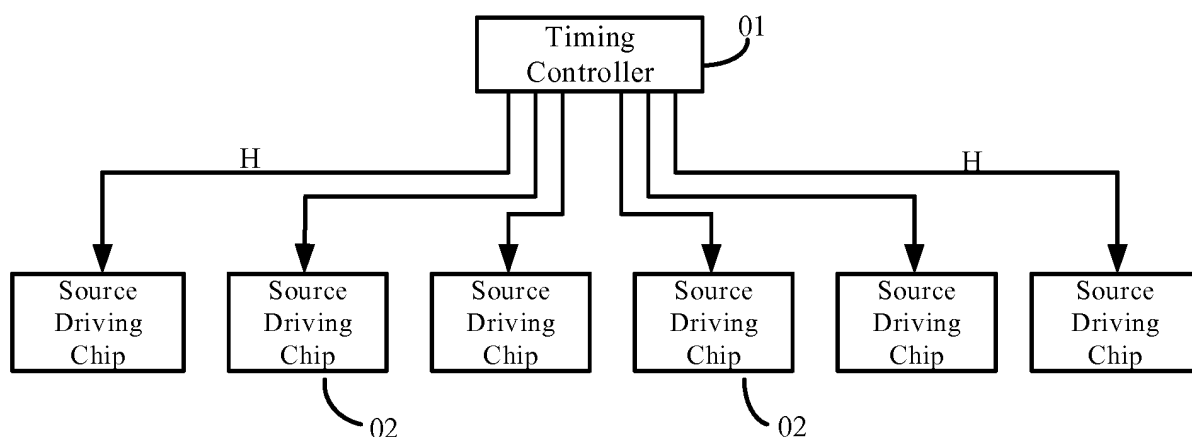 Timing
Controller
01
H
H
Source
Driving
Chip
Source
Driving
Chip
Source
Driving
Chip
Source
Driving
Chip
Source
Driving
Chip
Source
Driving
Chip
02
02